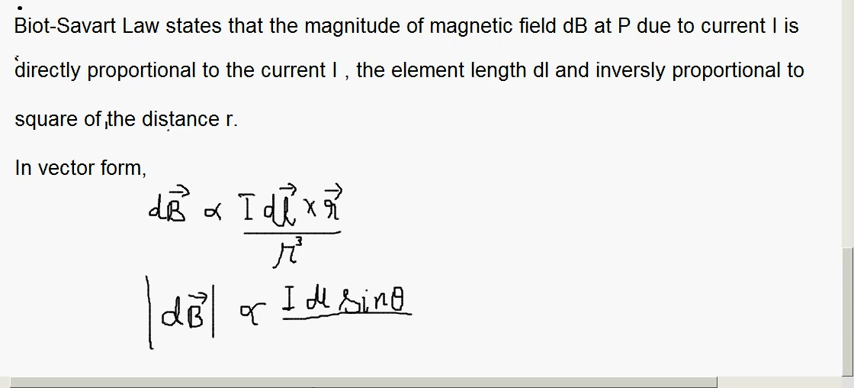 Biot-Savart Law states that the magnitude of magnetic field dB at P due to current I is
directly proportional to the current I , the element length dl and inversly proportional to
square of the distance r.
In vector form,
dB⃗ ∝ I dl⃗ × r⃗
r³
|dB⃗| ∝ I dl sinθ